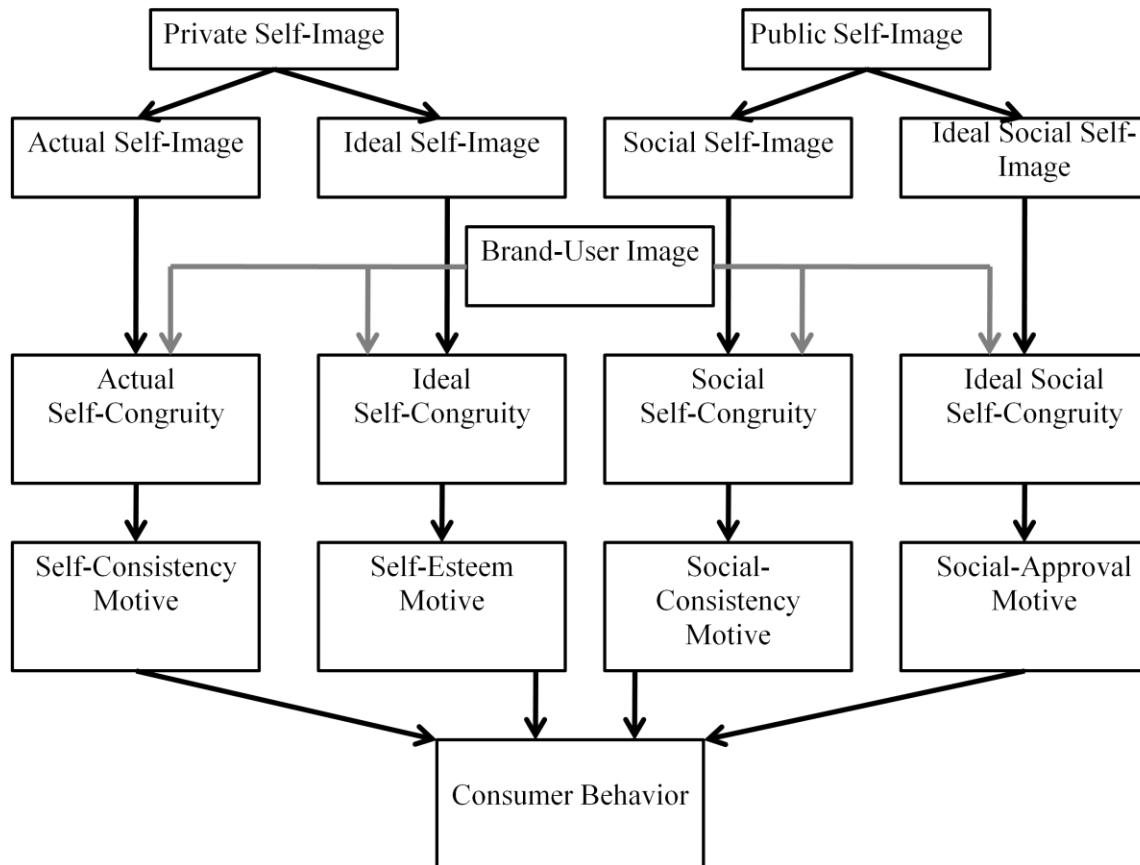 Private Self-Image
Public Self-Image
Actual Self-Image
Ideal Self-Image
Social Self-Image
Ideal Social Self-
Image
Brand-User Image
Actual
Self-Congruity
Ideal
Self-Congruity
Social
Self-Congruity
Ideal Social
Self-Congruity
Self-Consistency
Motive
Self-Esteem
Motive
Social-
Consistency
Motive
Social-Approval
Motive
Consumer Behavior